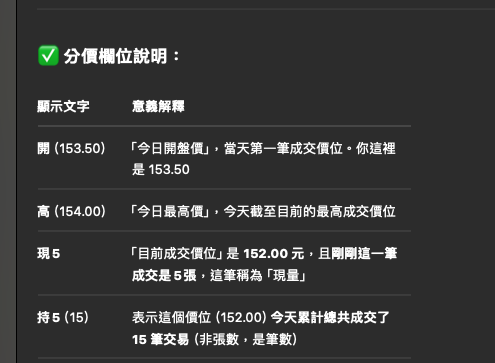 ✅ 分價欄位說明：
顯示文字 意義解釋
開 (153.50) 「今日開盤價」，當天第一筆成交價位。你這裡
是 153.50
高 (154.00) 「今日最高價」，今天截至目前的最高成交價位
現 5 「目前成交價位」是 152.00 元，且剛剛這一筆
成交是 5 張，這筆稱為「現量」
持 5 (15) 表示這個價位 (152.00) 今天累計總共成交了
15 筆交易 (非張數，是筆數)